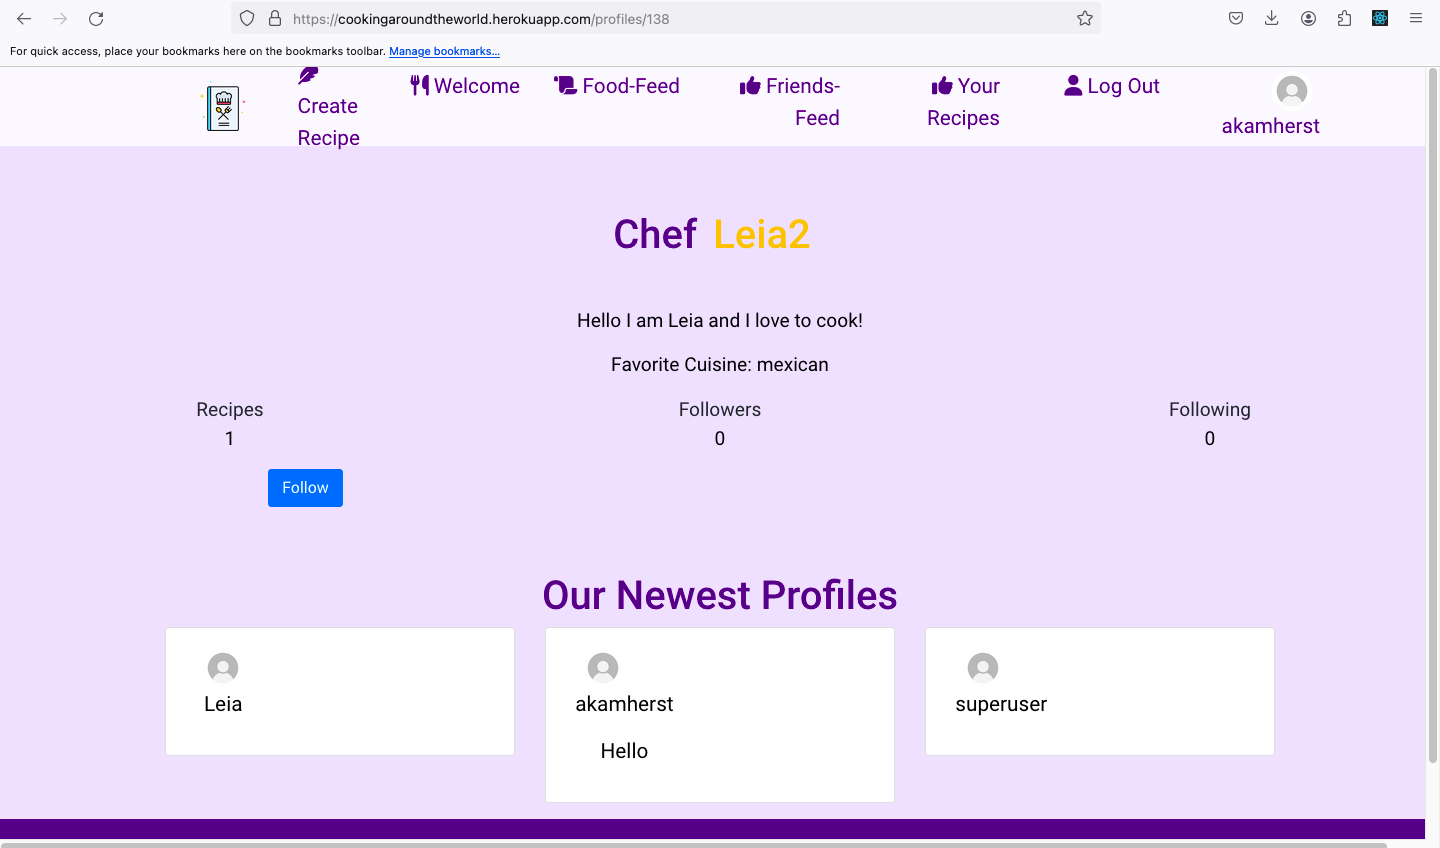 https://cookingaroundtheworld.herokuapp.com/profiles/138
For quick access, place your bookmarks here on the bookmarks toolbar. Manage bookmarks...
Create
Recipe
Welcome
Food-Feed
Friends-
Feed
Your
Recipes
Log Out
akamherst
Chef Leia2
Hello I am Leia and I love to cook!
Favorite Cuisine: mexican
Recipes
1
Followers
0
Following
0
Follow
Our Newest Profiles
Leia
akamherst
Hello
superuser